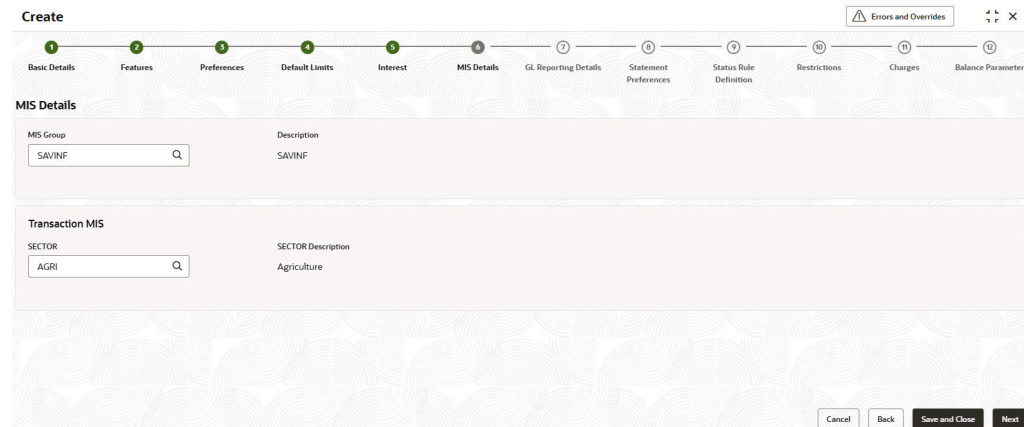 Create
Errors and Overrides
1 2 3 4 5 6 7 8 9 10 11 12
Basic Details Features Preferences Default Limits Interest MIS Details GL Reporting Details Statement Preferences Status Rule Definition Restrictions Charges Balance Parameter
MIS Details
MIS Group Description
SAVINF SAVINF
Transaction MIS
SECTOR SECTOR Description
AGRI Agriculture
Cancel Back Save and Close Next